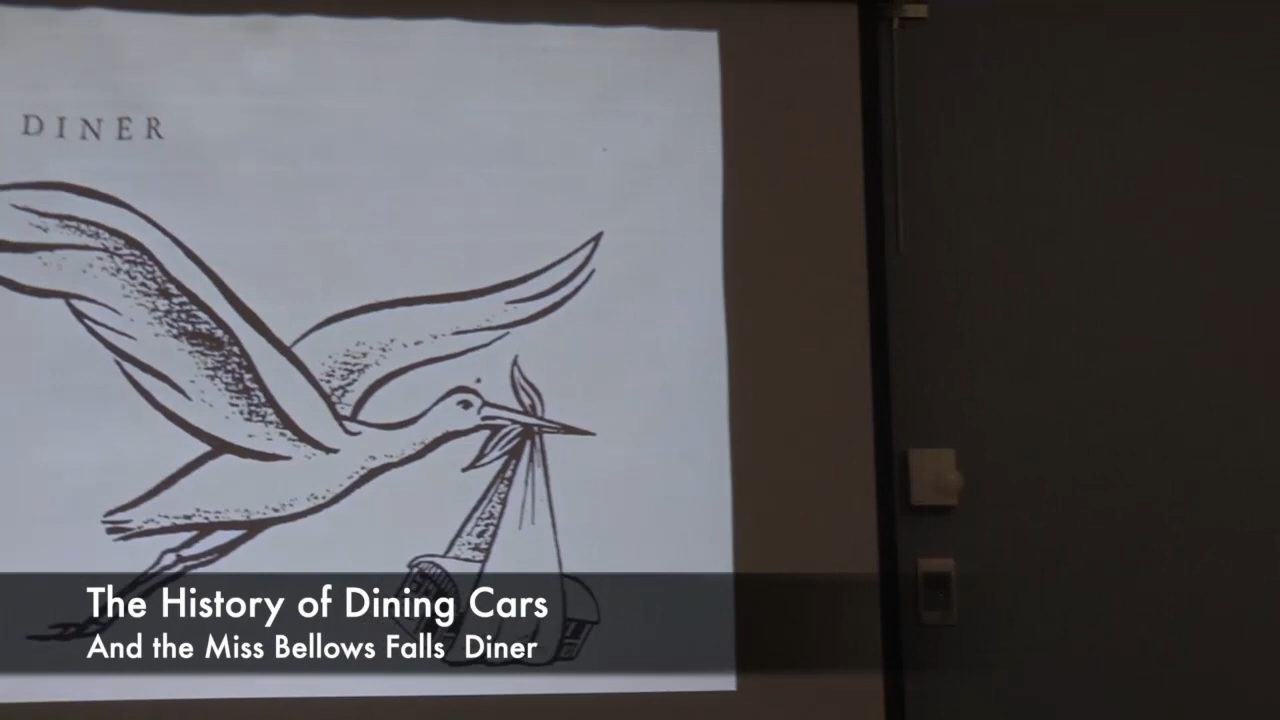 DINER
The History of Dining Cars
And the Miss Bellows Falls  Diner